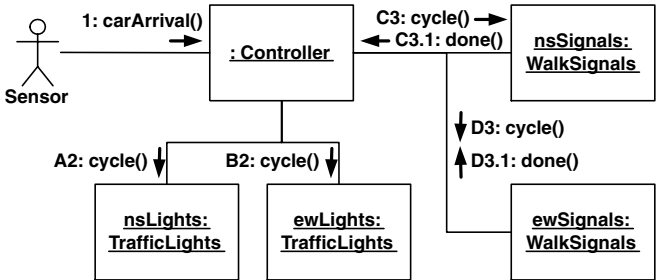 1: carArrival()
Sensor
: Controller
C3: cycle()
C3.1: done()
nsSignals:
WalkSignals
D3: cycle()
D3.1: done()
A2: cycle()
B2: cycle()
nsLights:
TrafficLights
ewLights:
TrafficLights
ewSignals:
WalkSignals